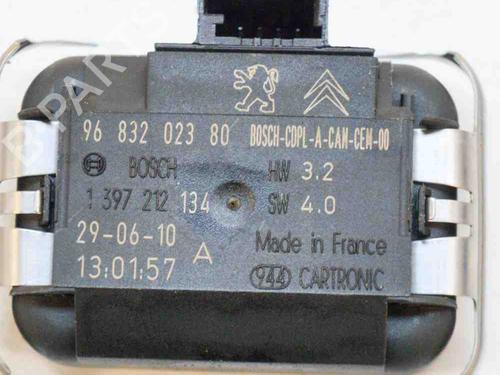 96 832 023 80 BOSCH-CDPL-A-CAN-CEM-00
BOSCH HW 3.2
1 397 212 134 SW 4.0
29-06-10 A Made in France
13:01:57 944 CARTRONIC
B PARTS